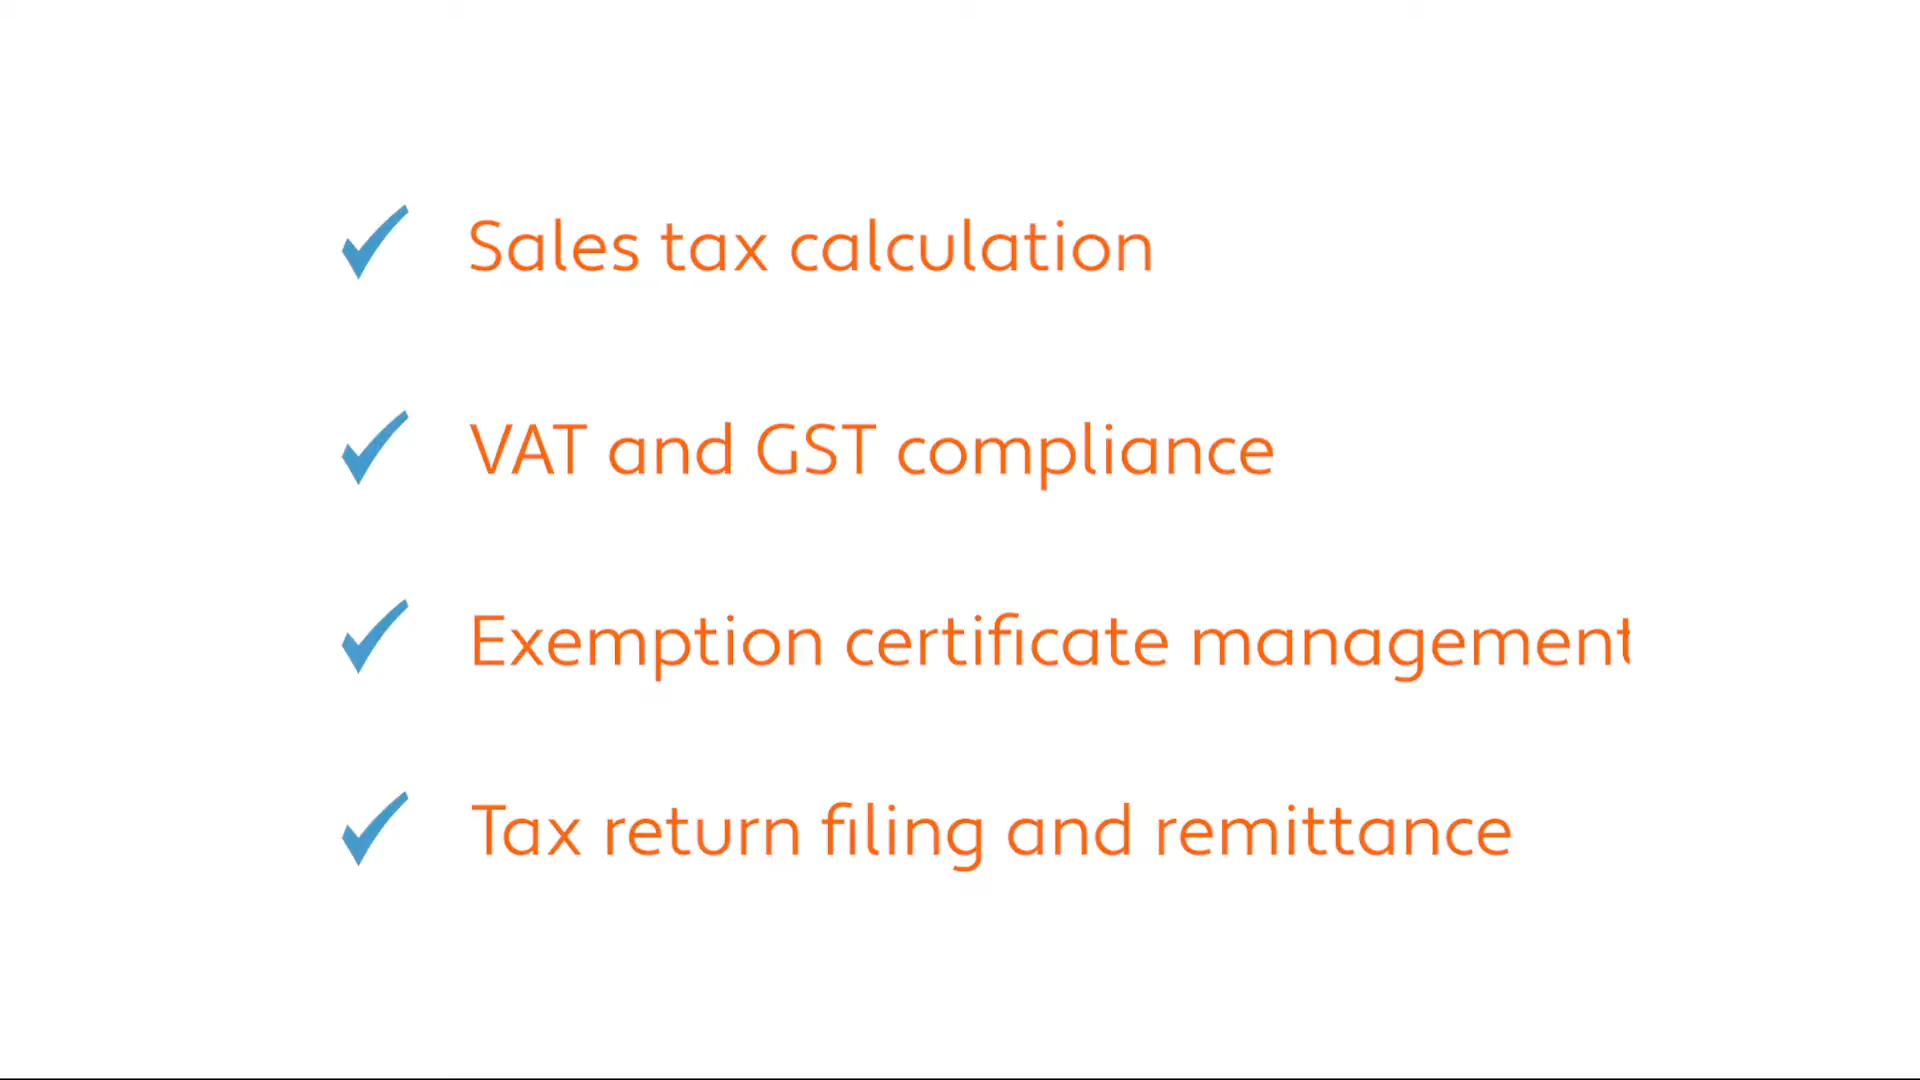 Sales tax calculation
VAT and GST compliance
Exemption certificate management
Tax return filing and remittance